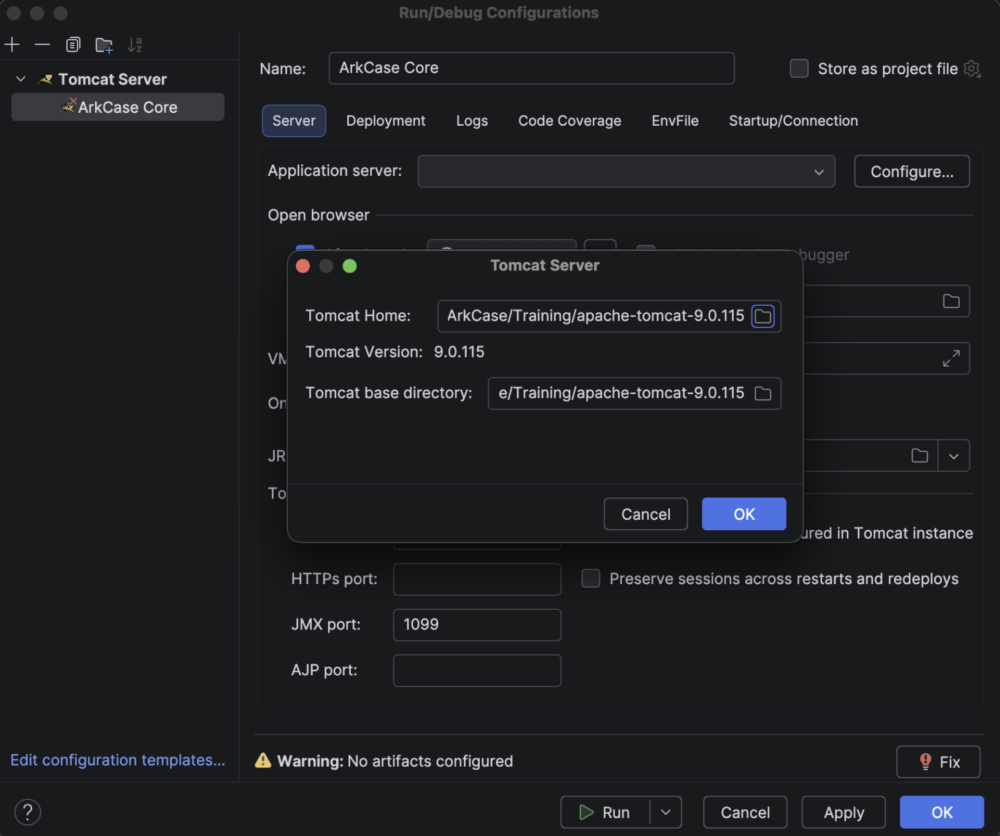 Run/Debug Configurations
Tomcat Server
ArkCase Core
Name: ArkCase Core
Store as project file
Server Deployment Logs Code Coverage EnvFile Startup/Connection
Application server:
Configure...
Open browser
bugger
Tomcat Server
Tomcat Home: ArkCase/Training/apache-tomcat-9.0.115
Tomcat Version: 9.0.115
Tomcat base directory: e/Training/apache-tomcat-9.0.115
Cancel OK
VM
On
JR
To
ured in Tomcat instance
HTTPs port:
Preserve sessions across restarts and redeploys
JMX port: 1099
AJP port:
Edit configuration templates...
Warning: No artifacts configured
Fix
? Run Cancel Apply OK